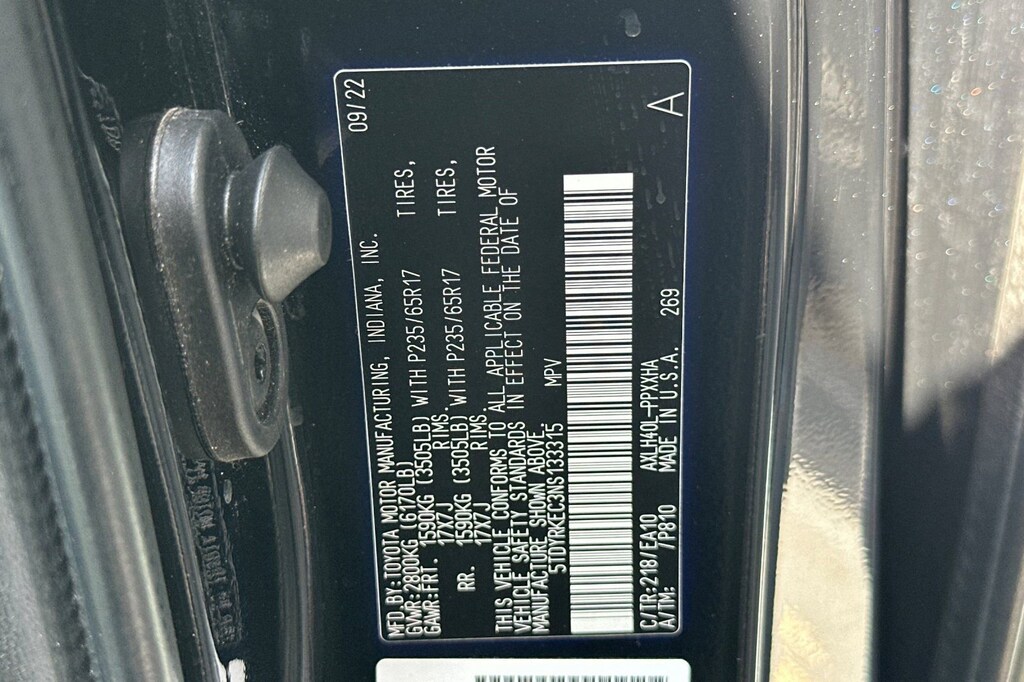 MFD.BY:TOYOTA MOTOR MANUFACTURING, INDIANA, INC. 09/22
GVWR:2800KG (6170LB)
GAWR:FRT. 1590KG (3505LB) WITH P235/65R17 TIRES,
17X7J RIMS.
RR. 1590KG (3505LB) WITH P235/65R17 TIRES,
17X7J RIMS.
THIS VEHICLE CONFORMS TO ALL APPLICABLE FEDERAL MOTOR
VEHICLE SAFETY STANDARDS IN EFFECT ON THE DATE OF
MANUFACTURE SHOWN ABOVE.
5TDYRKEC3NS133315 MPV
C/TR:218/EA10 AXLH40L-PPXXHA
A/TM: /P810 MADE IN U.S.A. 269 A